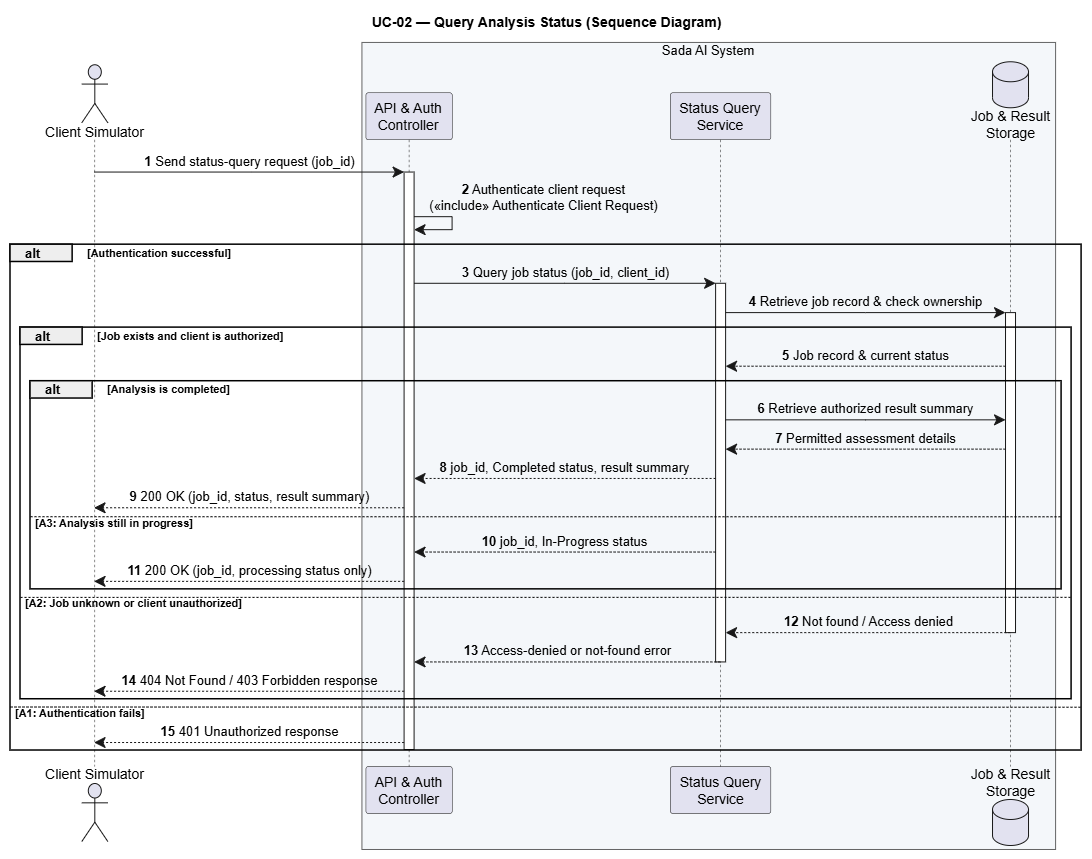 UC-02 — Query Analysis Status (Sequence Diagram)
Sada AI System
Client Simulator
API & Auth
Controller
Status Query
Service
Job & Result
Storage
1 Send status-query request (job_id)
2 Authenticate client request
(«include» Authenticate Client Request)
alt [Authentication successful]
3 Query job status (job_id, client_id)
4 Retrieve job record & check ownership
alt [Job exists and client is authorized]
5 Job record & current status
alt [Analysis is completed]
6 Retrieve authorized result summary
7 Permitted assessment details
8 job_id, Completed status, result summary
9 200 OK (job_id, status, result summary)
[A3: Analysis still in progress]
10 job_id, In-Progress status
11 200 OK (job_id, processing status only)
[A2: Job unknown or client unauthorized]
12 Not found / Access denied
13 Access-denied or not-found error
14 404 Not Found / 403 Forbidden response
[A1: Authentication fails]
15 401 Unauthorized response
Client Simulator
API & Auth
Controller
Status Query
Service
Job & Result
Storage